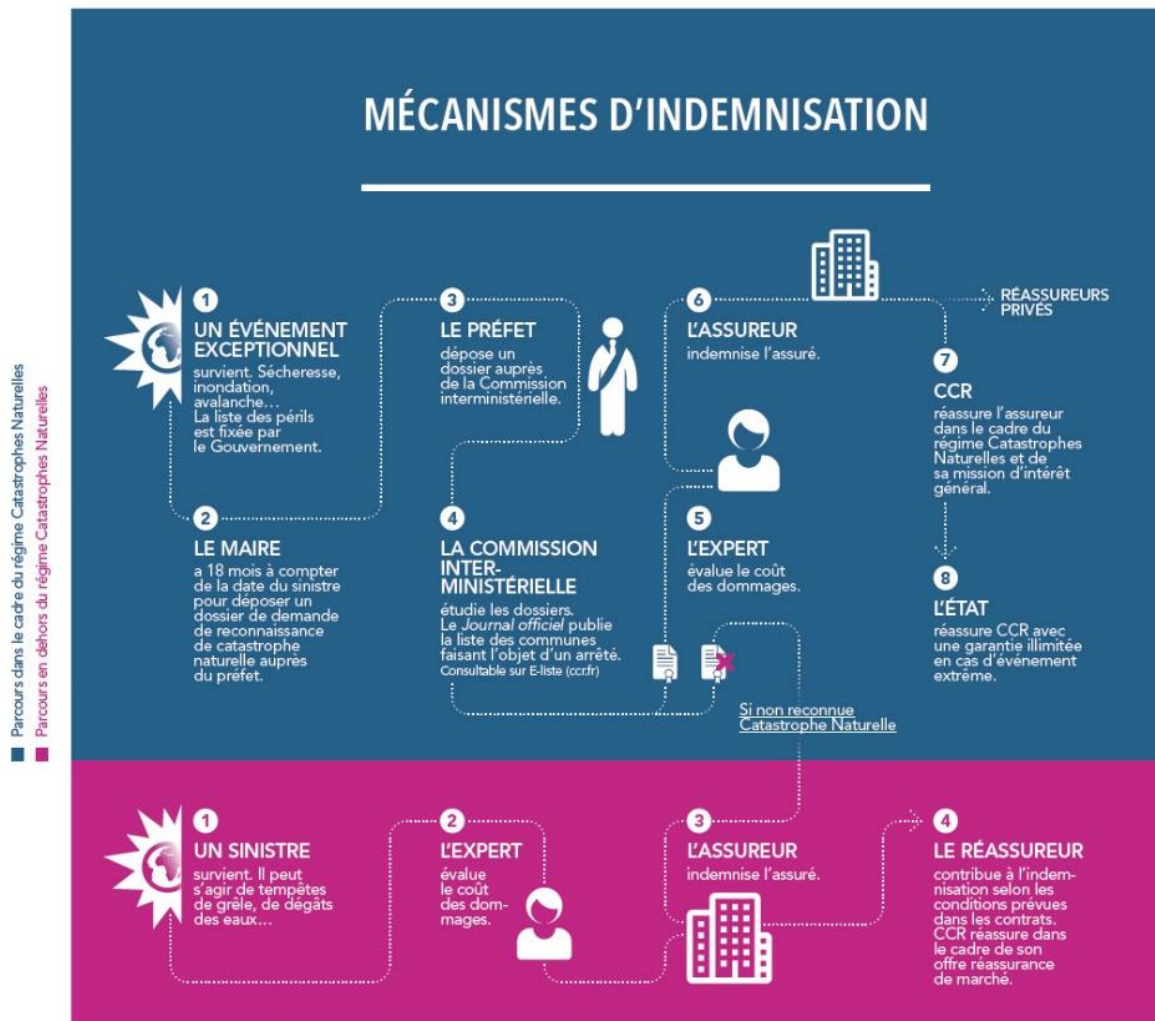 MÉCANISMES D'INDEMNISATION
Parcours dans le cadre du régime Catastrophes Naturelles
Parcours en dehors du régime Catastrophes Naturelles
1
UN ÉVÉNEMENT
EXCEPTIONNEL
survient. Sécheresse,
inondation,
avalanche…
La liste des périls
est fixée par
le Gouvernement.
2
LE MAIRE
a 18 mois à compter
de la date du sinistre
pour déposer un
dossier de demande
de reconnaissance
de catastrophe
naturelle auprès
du préfet.
3
LE PRÉFET
dépose un
dossier auprès
de la Commission
interministérielle.
4
LA COMMISSION
INTER-
MINISTÉRIELLE
étudie les dossiers.
Le Journal officiel publie
la liste des communes
faisant l'objet d'un arrêté.
Consultable sur E-liste (ccr.fr)
5
L'EXPERT
évalue le coût
des dommages.
6
L'ASSUREUR
indemnise l'assuré.
RÉASSUREURS
PRIVÉS
7
CCR
réassure l'assureur
dans le cadre du
régime Catastrophes
Naturelles et de
sa mission d'intérêt
général.
8
L'ÉTAT
réassure CCR avec
une garantie illimitée
en cas d'événement
extrême.
Si non reconnue
Catastrophe Naturelle
1
UN SINISTRE
survient. Il peut
s'agir de tempêtes
de grêle, de dégâts
des eaux…
2
L'EXPERT
évalue
le coût
des dom-
mages.
3
L'ASSUREUR
indemnise l'assuré.
4
LE RÉASSUREUR
contribue à l'indem-
nisation selon les
conditions prévues
dans les contrats.
CCR réassure dans
le cadre de son
offre réassurance
de marché.